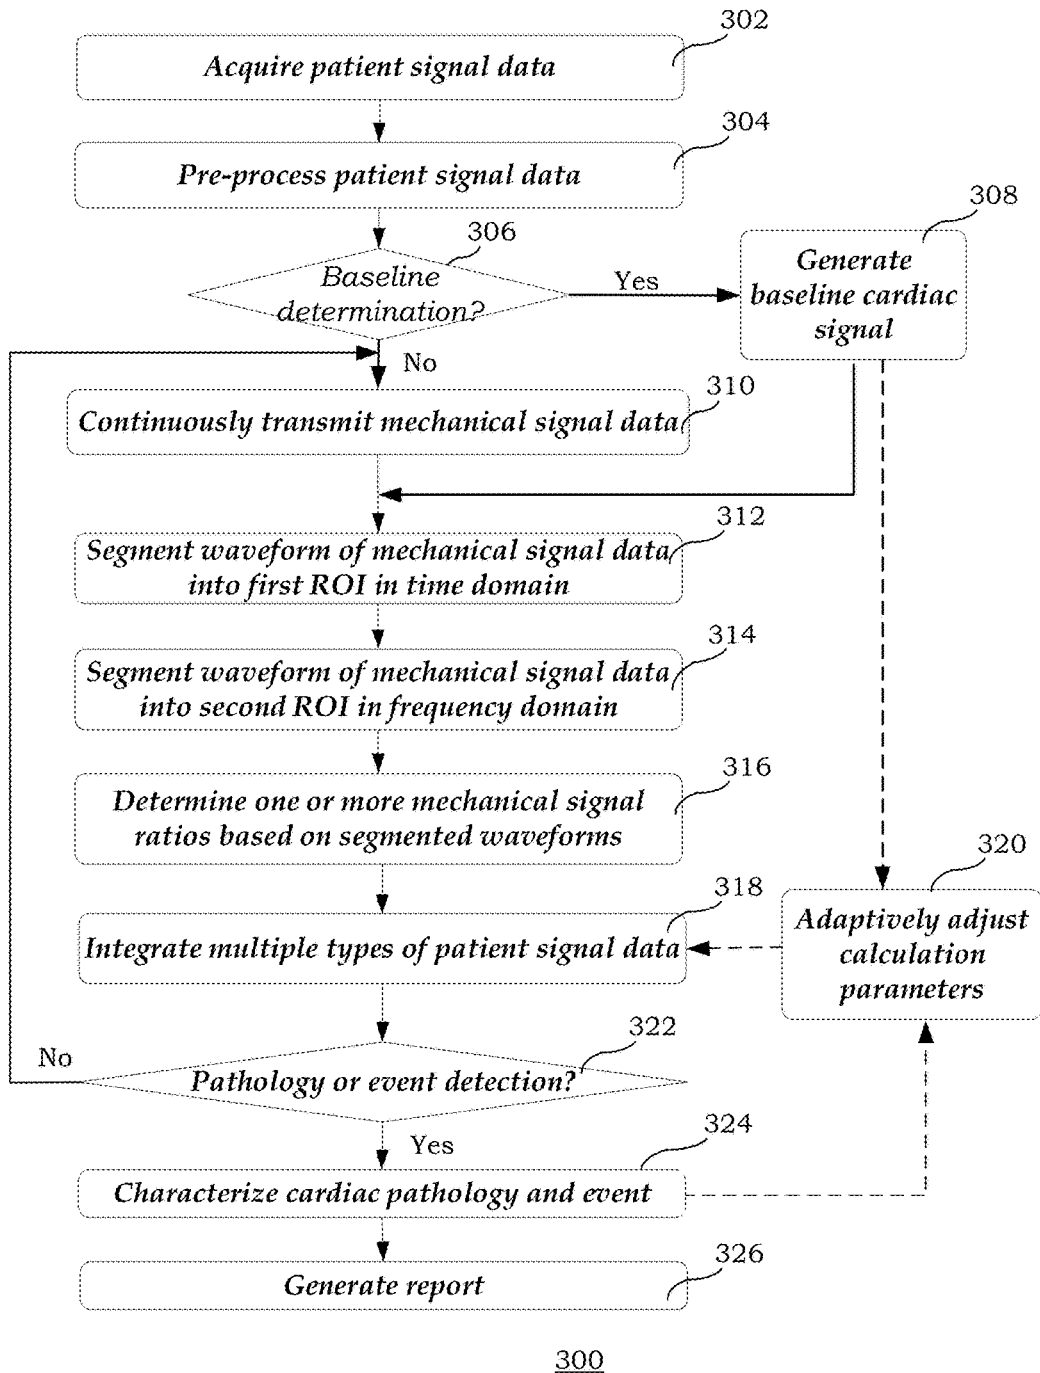 302
Acquire patient signal data
304
Pre-process patient signal data
306
308
Baseline
determination?
Yes
Generate
baseline cardiac
signal
No
310
Continuously transmit mechanical signal data
312
Segment waveform of mechanical signal data
into first ROI in time domain
314
Segment waveform of mechanical signal data
into second ROI in frequency domain
316
Determine one or more mechanical signal
ratios based on segmented waveforms
318
320
Integrate multiple types of patient signal data
Adaptively adjust
calculation
parameters
322
No
Pathology or event detection?
Yes
324
Characterize cardiac pathology and event
326
Generate report
300